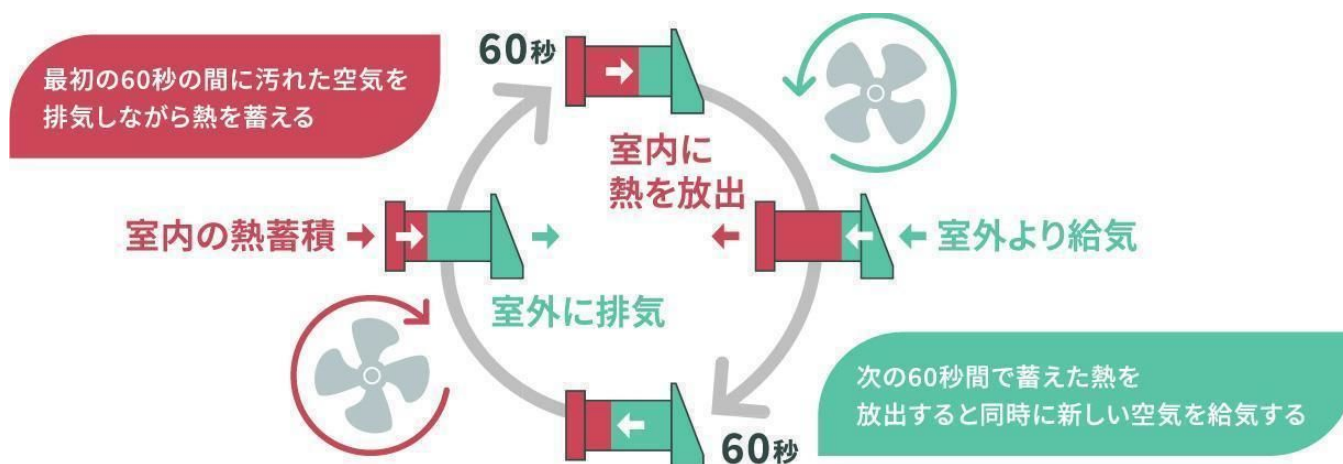 60秒
最初の60秒の間に汚れた空気を
排気しながら熱を蓄える
室内に
熱を放出
室内の熱蓄積
室外より給気
室外に排気
次の60秒間で蓄えた熱を
放出すると同時に新しい空気を給気する
60秒